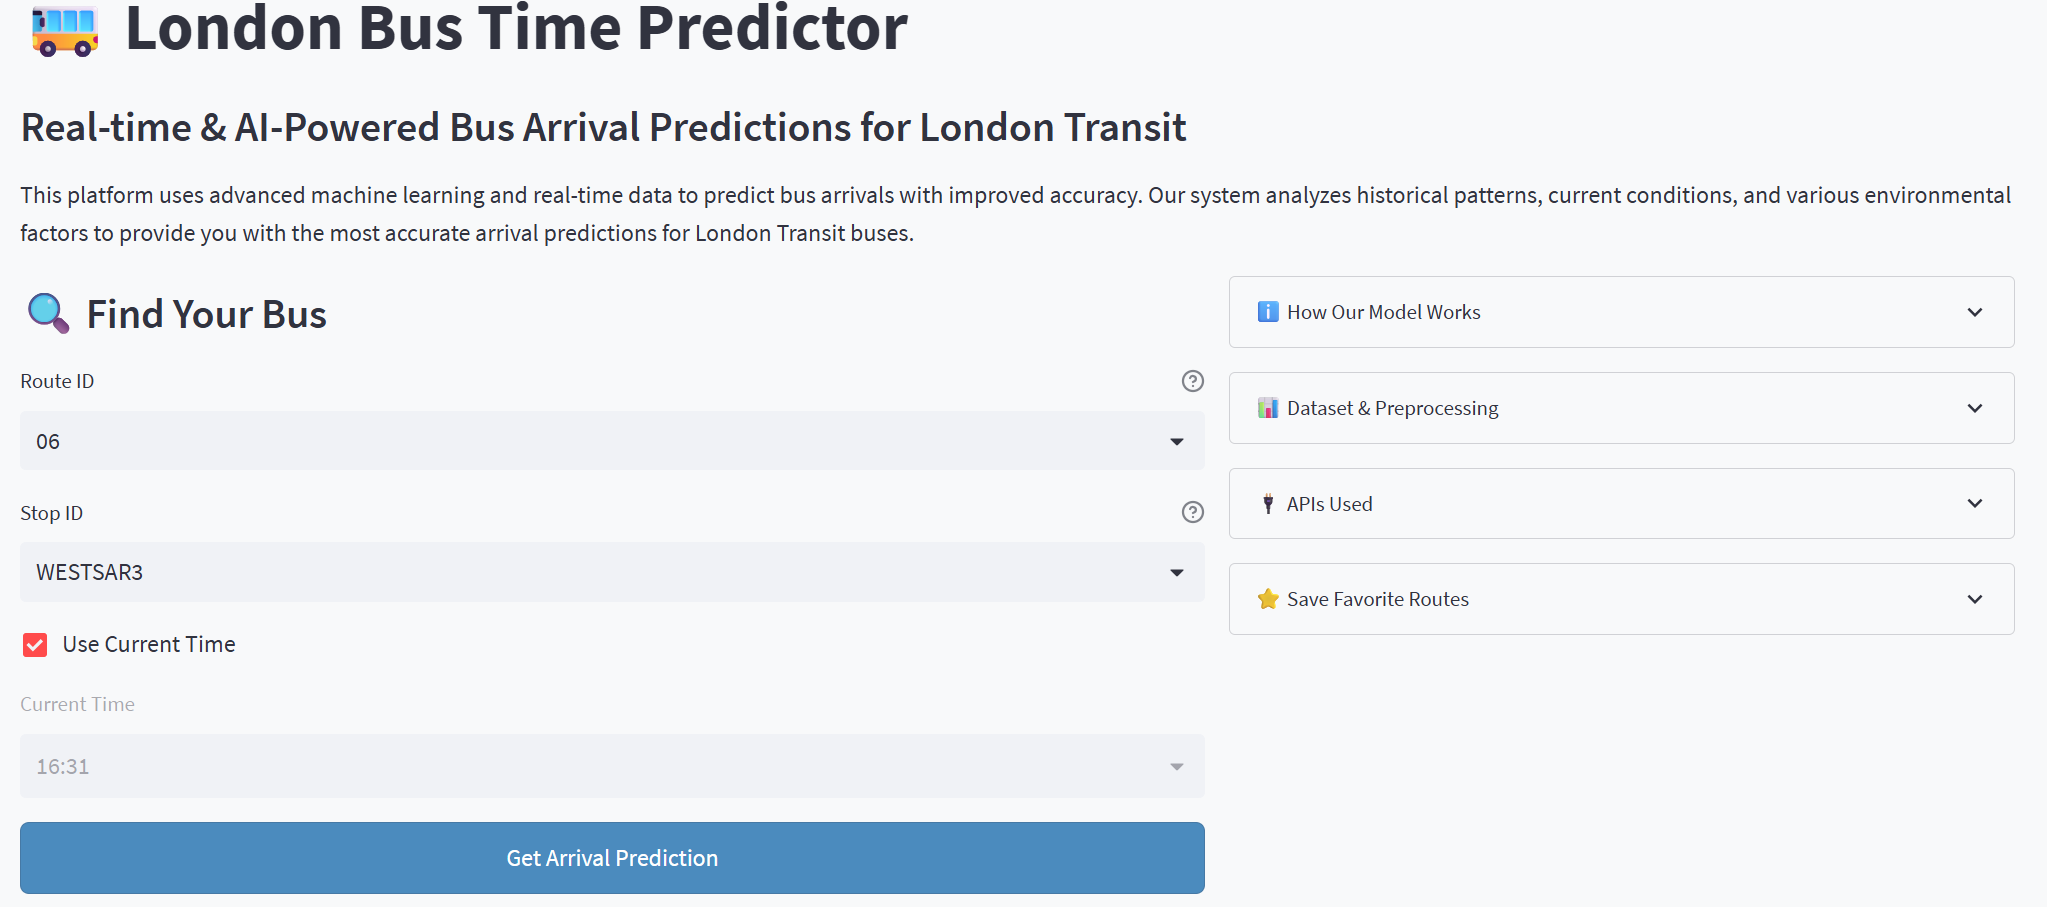 London Bus Time Predictor
Real-time & AI-Powered Bus Arrival Predictions for London Transit
This platform uses advanced machine learning and real-time data to predict bus arrivals with improved accuracy. Our system analyzes historical patterns, current conditions, and various environmental
factors to provide you with the most accurate arrival predictions for London Transit buses.
Find Your Bus
Route ID
06
Stop ID
WESTSAR3
Use Current Time
Current Time
16:31
Get Arrival Prediction
How Our Model Works
Dataset & Preprocessing
APIs Used
Save Favorite Routes